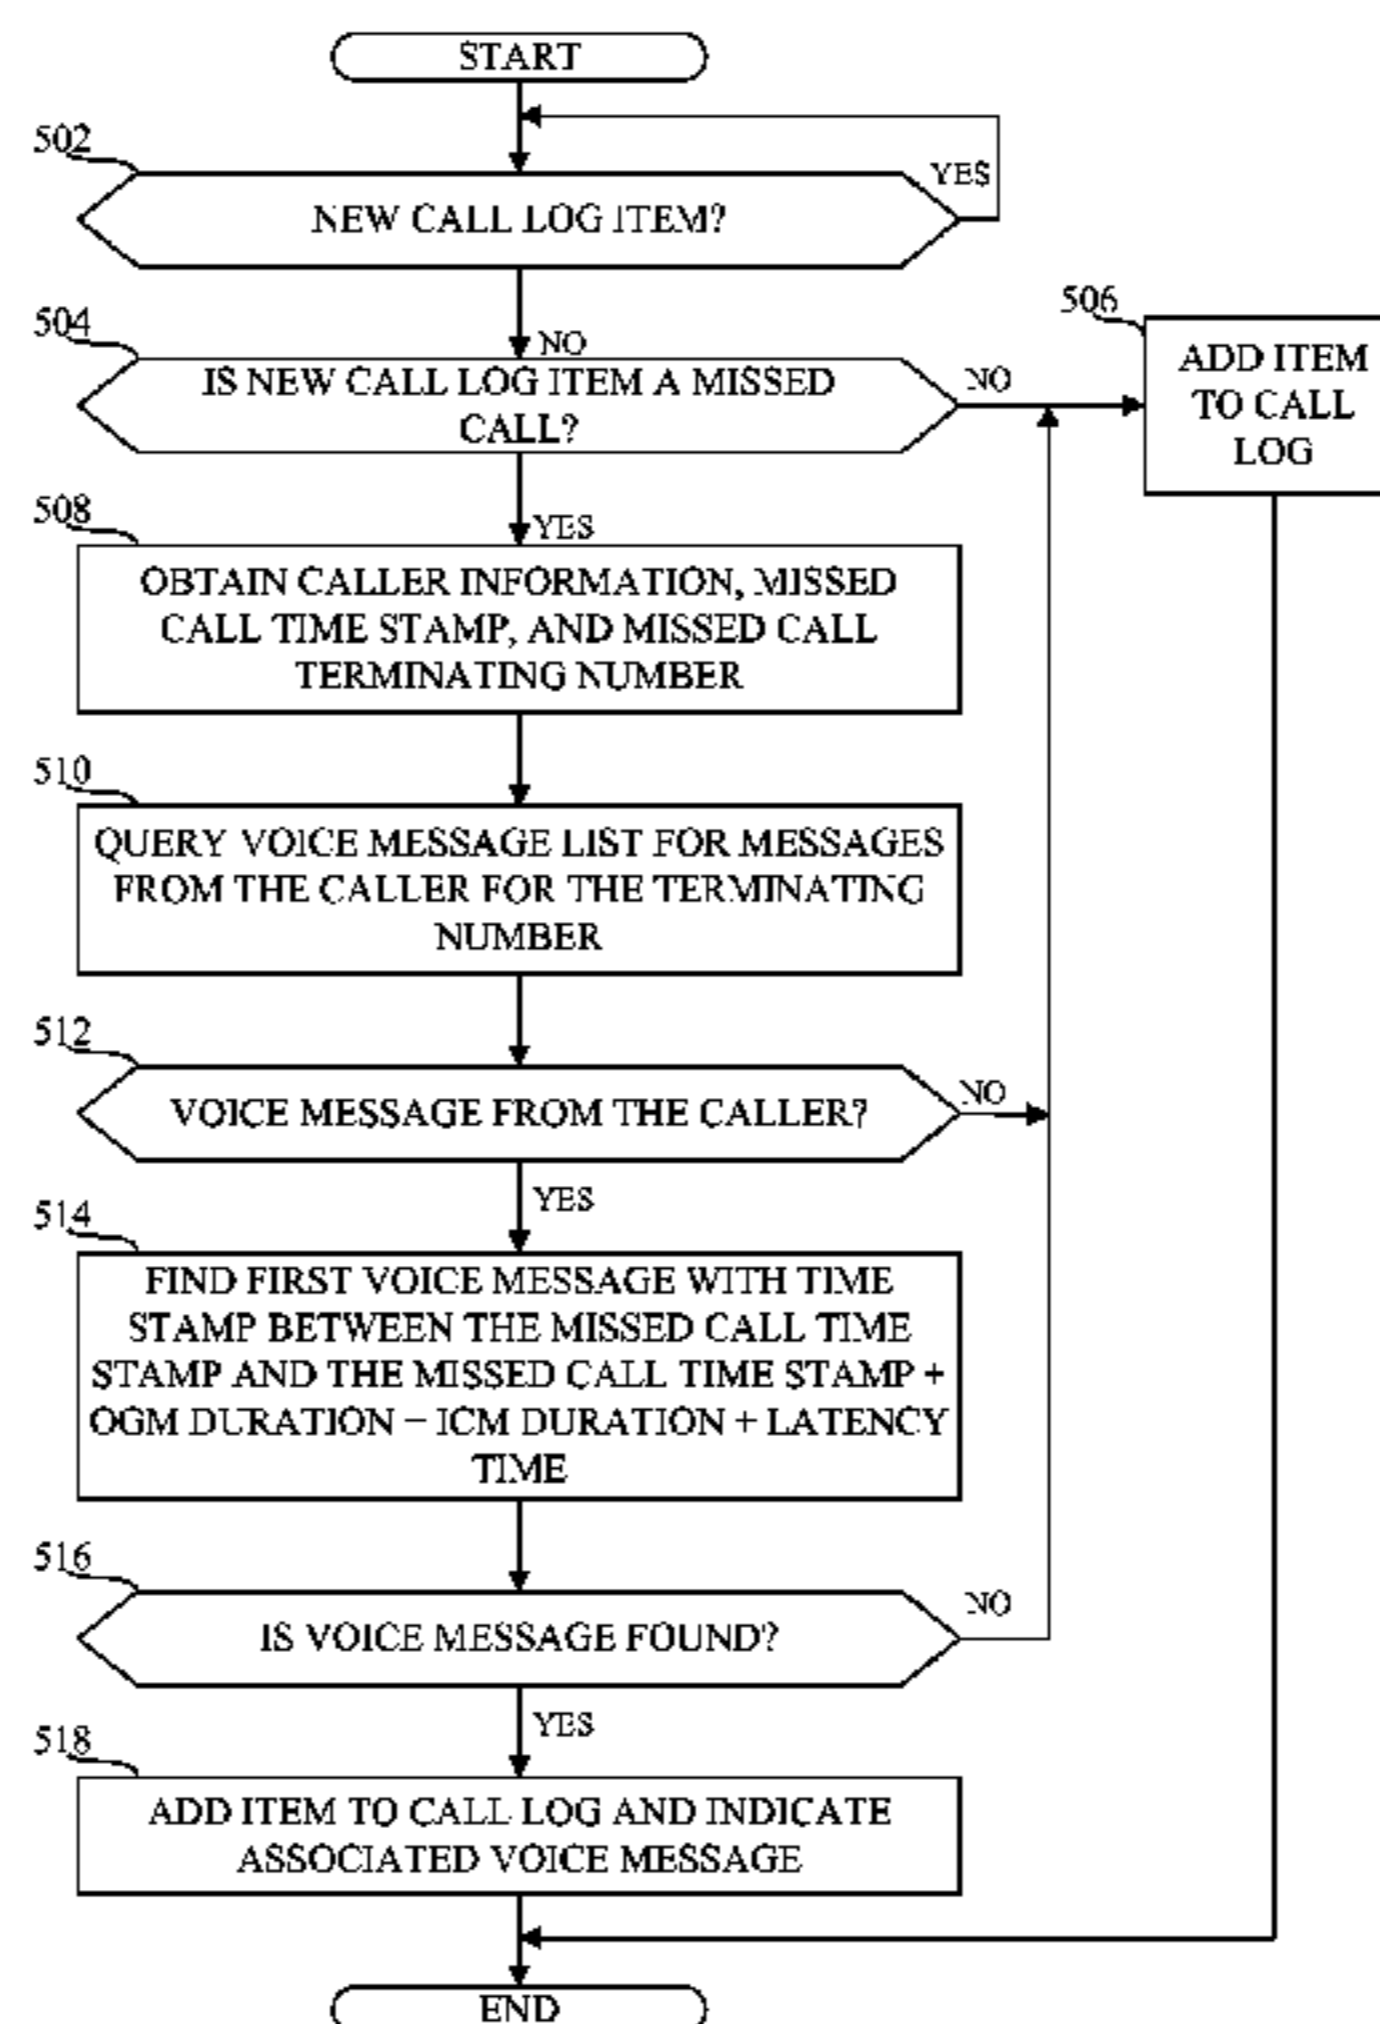 START
502
YES
NEW CALL LOG ITEM?
504
NO
IS NEW CALL LOG ITEM A MISSED
CALL?
NO
506
ADD ITEM
TO CALL
LOG
508
YES
OBTAIN CALLER INFORMATION, MISSED
CALL TIME STAMP, AND MISSED CALL
TERMINATING NUMBER
510
QUERY VOICE MESSAGE LIST FOR MESSAGES
FROM THE CALLER FOR THE TERMINATING
NUMBER
512
VOICE MESSAGE FROM THE CALLER?
NO
YES
514
FIND FIRST VOICE MESSAGE WITH TIME
STAMP BETWEEN THE MISSED CALL TIME
STAMP AND THE MISSED CALL TIME STAMP +
OGM DURATION − ICM DURATION + LATENCY
TIME
516
IS VOICE MESSAGE FOUND?
NO
YES
518
ADD ITEM TO CALL LOG AND INDICATE
ASSOCIATED VOICE MESSAGE
END